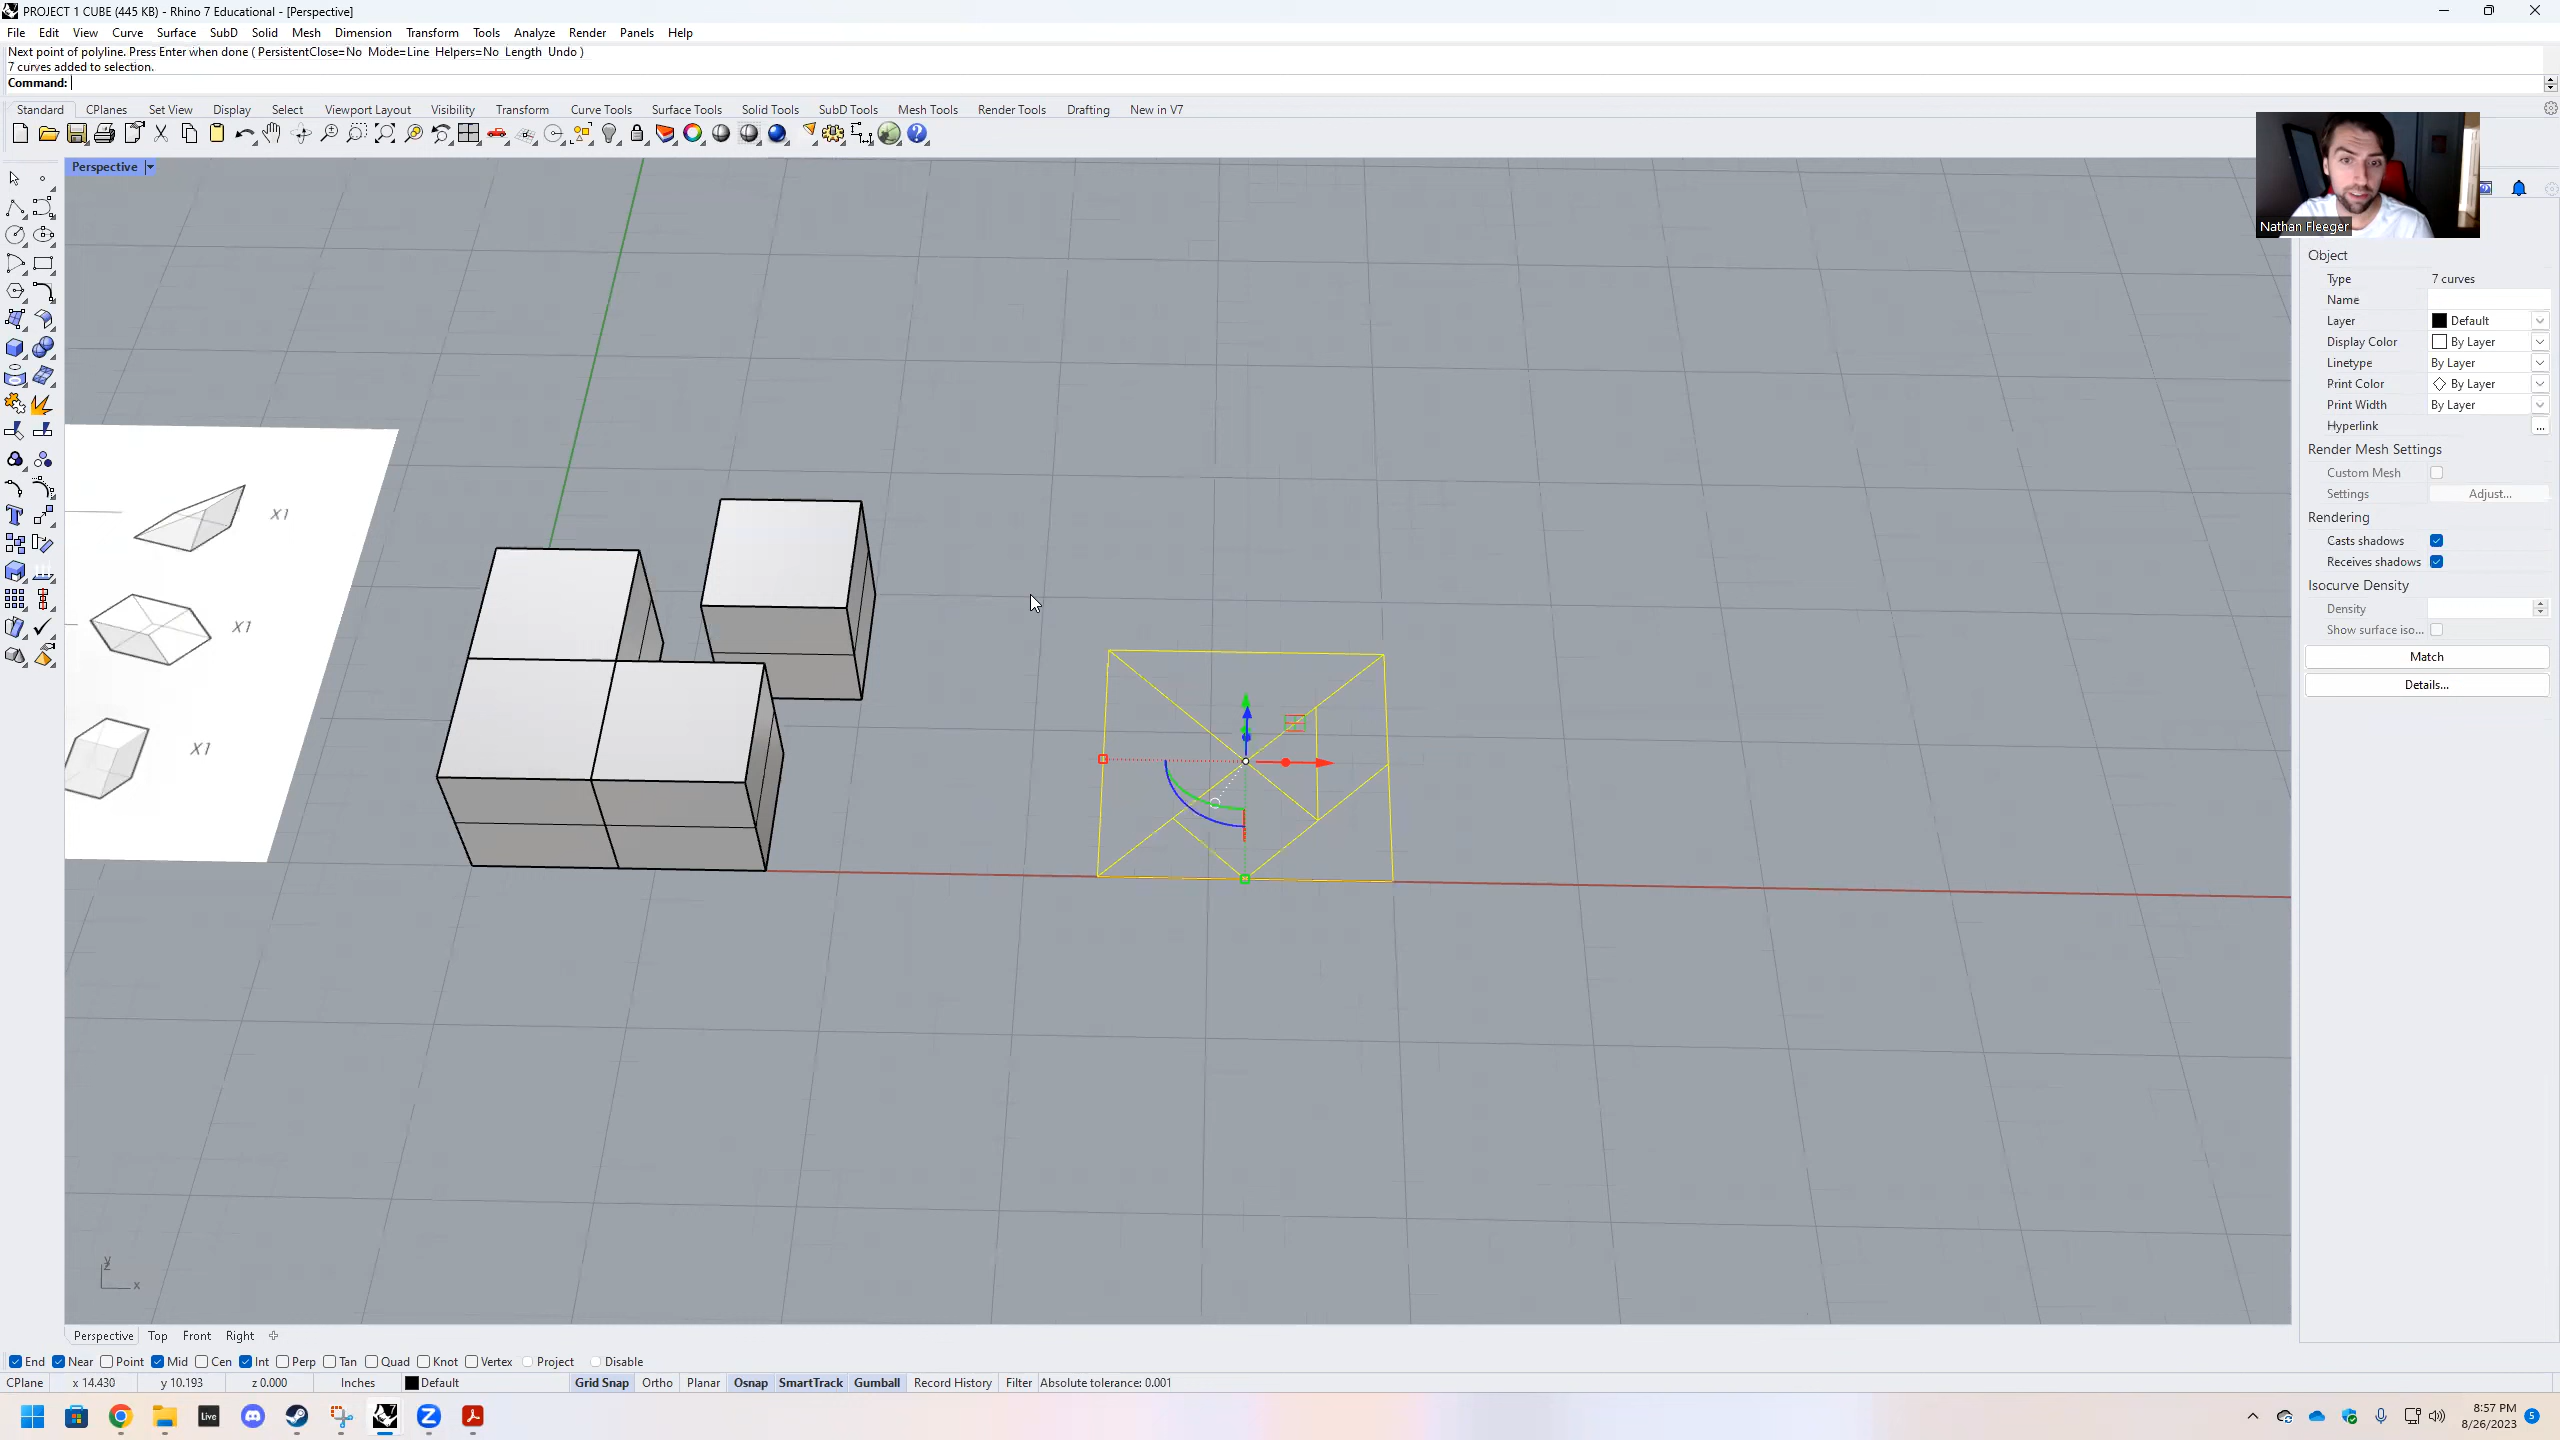 PROJECT 1 CUBE (445 KB) - Rhino 7 Educational - [Perspective]
File Edit View Curve Surface SubD Solid Mesh Dimension Transform Tools Analyze Render Panels Help
Next point of polyline. Press Enter when done ( PersistentClose=No Mode=Line Helpers=No Length Undo )
7 curves added to selection.
Command:
Standard CPlanes Set View Display Select Viewport Layout Visibility Transform Curve Tools Surface Tools Solid Tools SubD Tools Mesh Tools Render Tools Drafting New in V7
Perspective
Nathan Fleeger
Object
Type 7 curves
Name
Layer Default
Display Color By Layer
Linetype By Layer
Print Color By Layer
Print Width By Layer
Hyperlink ...
Render Mesh Settings
Custom Mesh
Settings Adjust...
Rendering
Casts shadows
Receives shadows
Isocurve Density
Density
Show surface iso...
Match
Details...
X1
X1
X1
y
z
x
Perspective Top Front Right
End Near Point Mid Cen Int Perp Tan Quad Knot Vertex Project Disable
CPlane x 14.430 y 10.193 z 0.000 Inches Default Grid Snap Ortho Planar Osnap SmartTrack Gumball Record History Filter Absolute tolerance: 0.001
Live
8:57 PM
8/26/2023
5